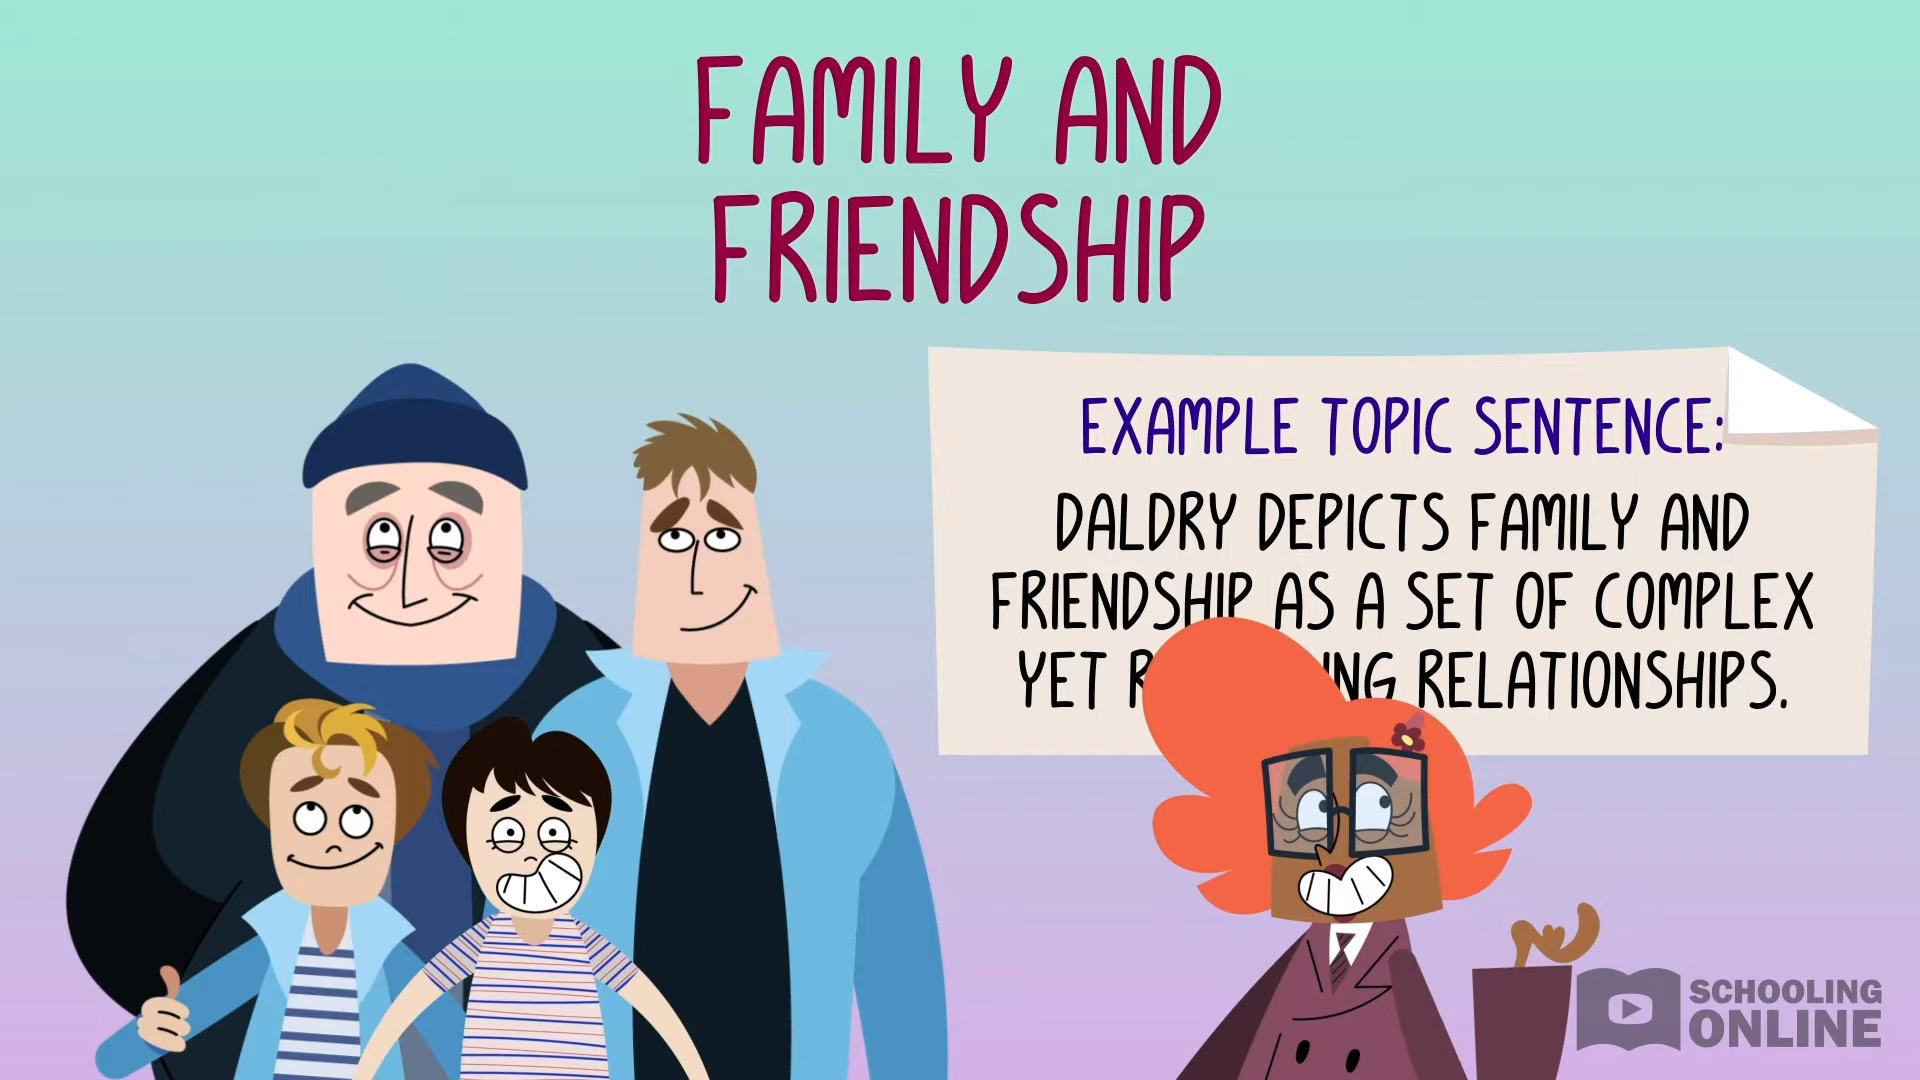 FAMILY AND
FRIENDSHIP
EXAMPLE TOPIC SENTENCE:
DALDRY DEPICTS FAMILY AND
FRIENDSHIP AS A SET OF COMPLEX
YET RELATIONSHIPS.
SCHOOLING
ONLINE